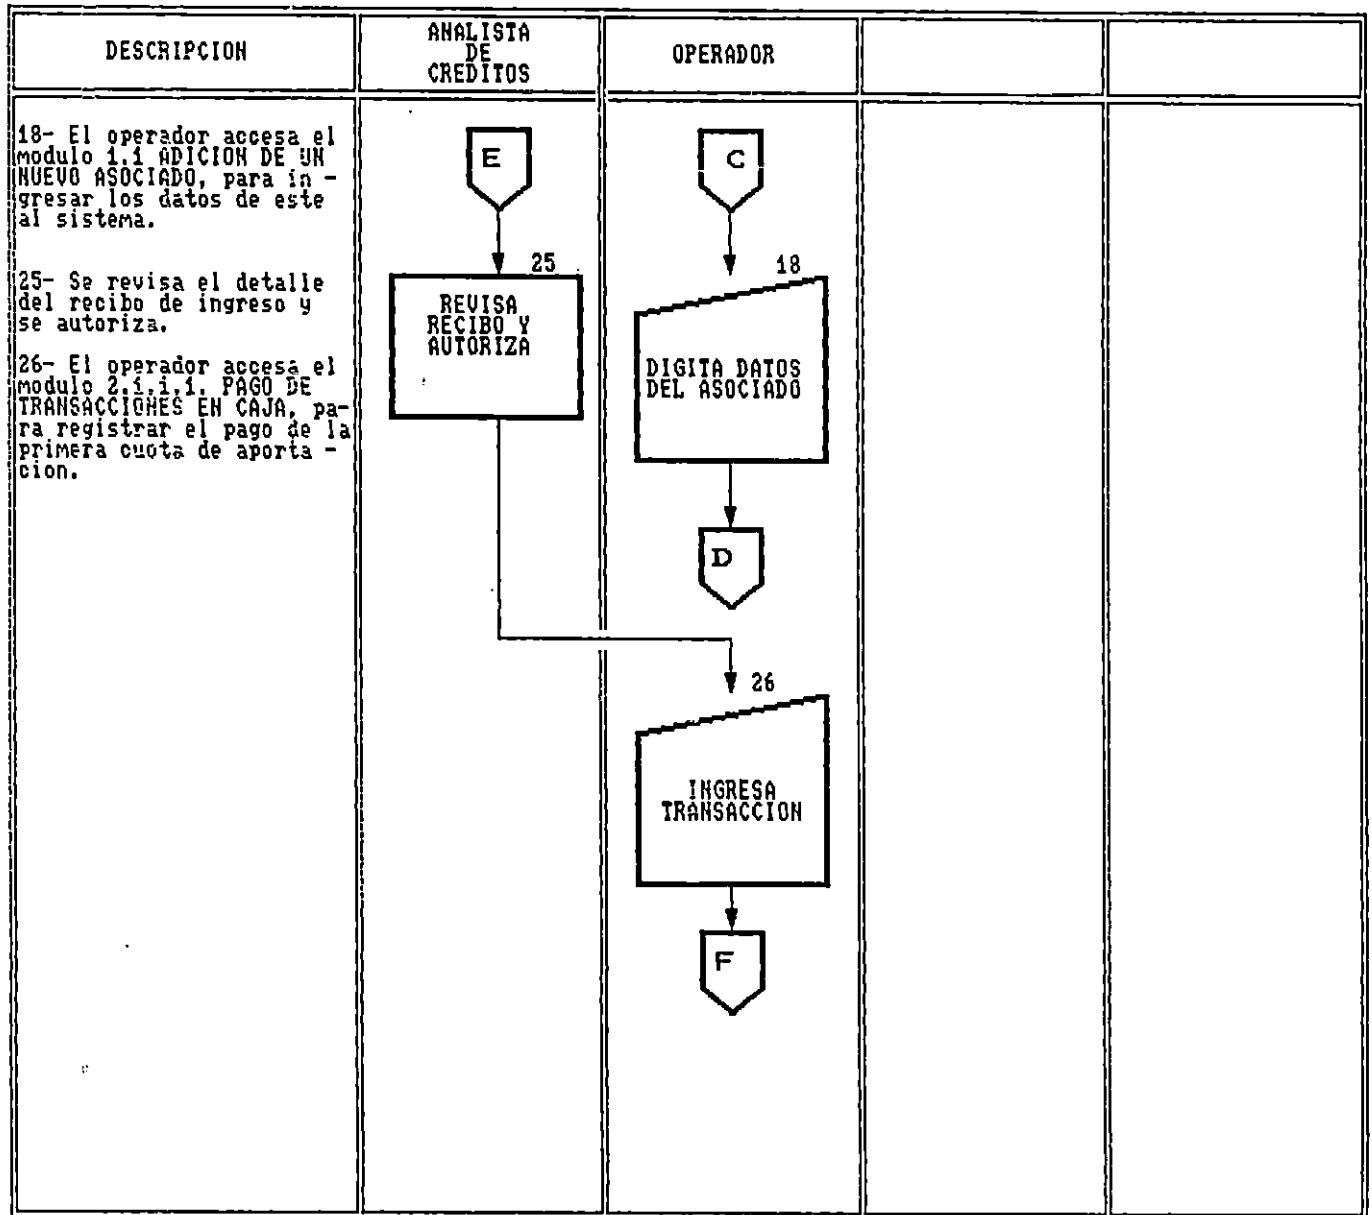 DESCRIPCION
ANALISTA
DE
CREDITOS
OPERADOR
18- El operador accesa el
modulo 1.1 ADICION DE UN
NUEVO ASOCIADO, para in -
gresar los datos de este
al sistema.
25- Se revisa el detalle
del recibo de ingreso y
se autoriza.
26- El operador accesa el
modulo 2.1.1.1. PAGO DE
TRANSACCIONES EN CAJA, pa-
ra registrar el pago de la
primera cuota de aporta -
cion.
E
25
REVISA
RECIBO Y
AUTORIZA
C
18
DIGITA DATOS
DEL ASOCIADO
D
26
INGRESA
TRANSACCION
F